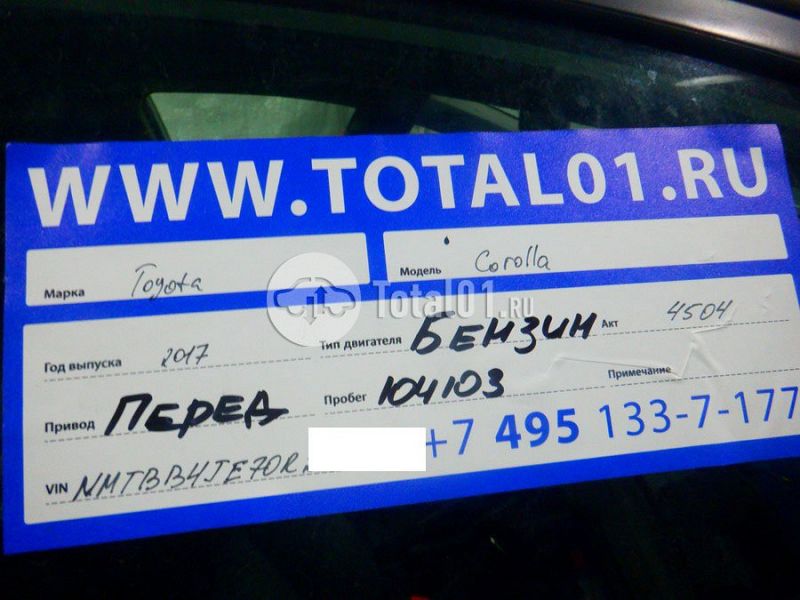 WWW.TOTAL01.RU
Марка Toyota Модель Corolla
Total01.RU
Год выпуска 2017 Тип двигателя БЕНЗИН Акт 4504
Привод ПЕРЕД Пробег 104103 Примечание
VIN NMTBB4JE70R +7 495 133-7-177